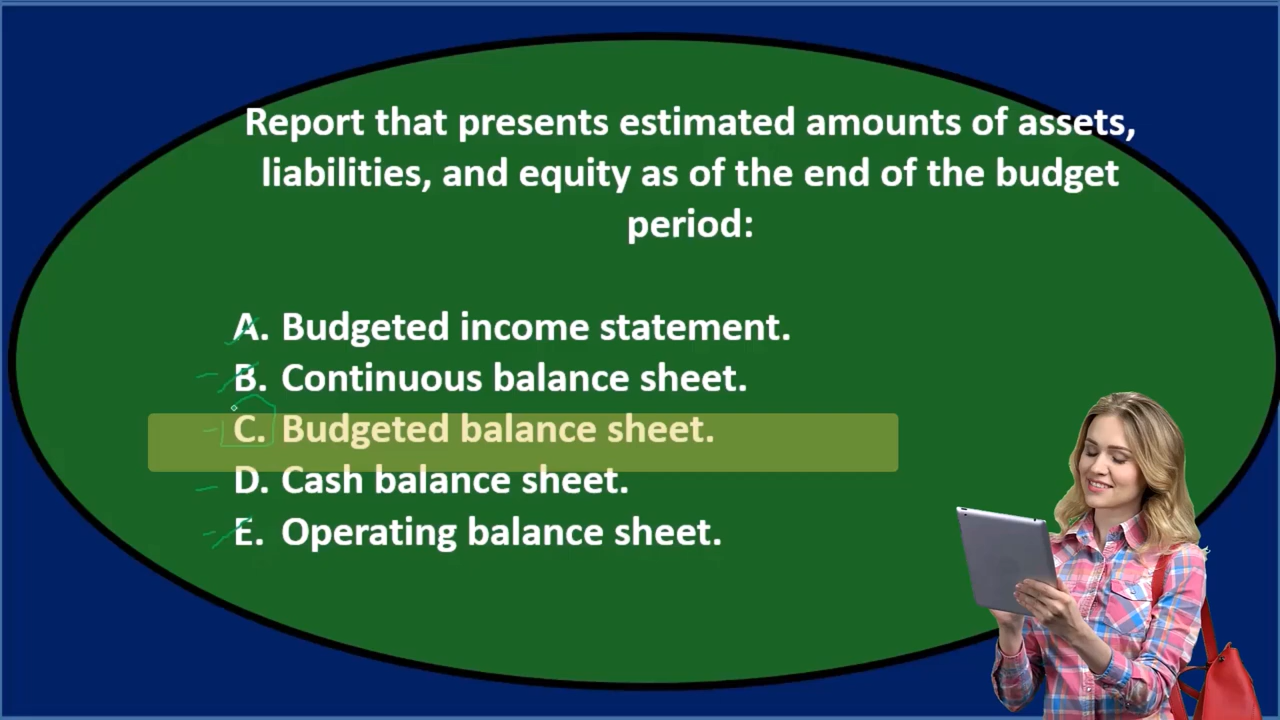 Report that presents estimated amounts of assets,
liabilities, and equity as of the end of the budget
period:
A. Budgeted income statement.
B. Continuous balance sheet.
C. Budgeted balance sheet.
D. Cash balance sheet.
E. Operating balance sheet.